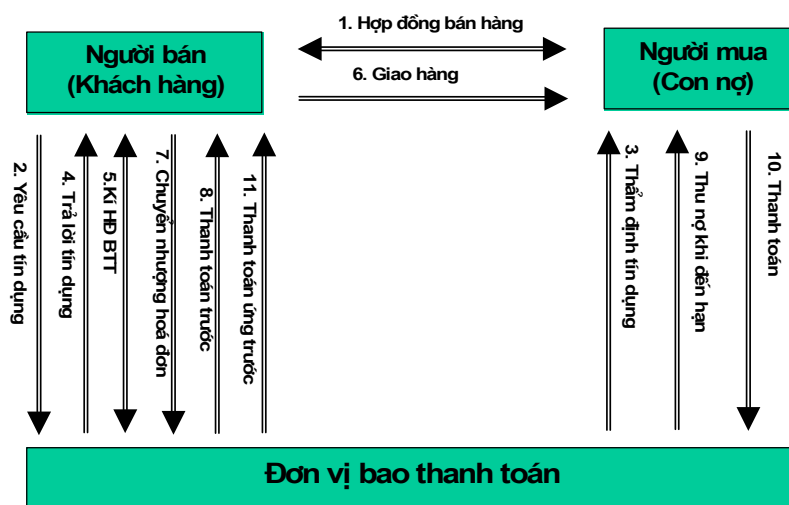 1. Hợp đồng bán hàng
Người bán
(Khách hàng)
Người mua
(Con nợ)
6. Giao hàng
2. Yêu cầu tín dụng
4. Trả lời tín dụng
5.Kí HĐ BTT
7. Chuyển nhượng hoá đơn
8. Thanh toán trước
11. Thanh toán ứng trước
3. Thẩm định tín dụng
9. Thu nợ khi đến hạn
10. Thanh toán
Đơn vị bao thanh toán